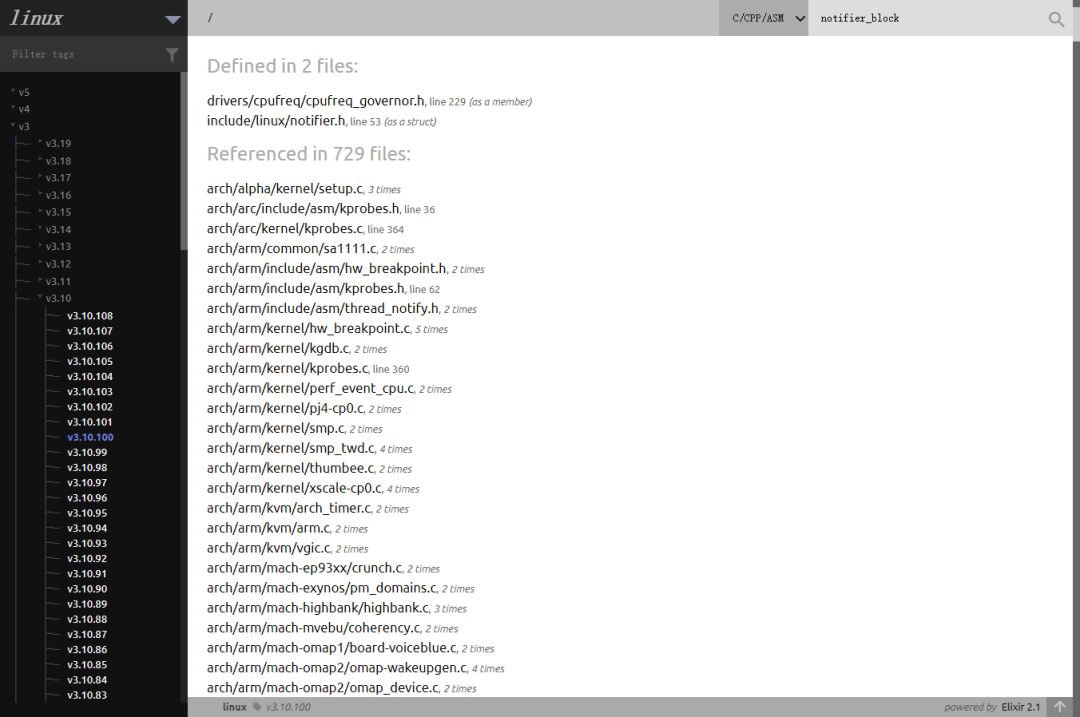 linux
/
C/CPP/ASM
notifier_block
Filter tags
v5
v4
v3
v3.19
v3.18
v3.17
v3.16
v3.15
v3.14
v3.13
v3.12
v3.11
v3.10
v3.10.108
v3.10.107
v3.10.106
v3.10.105
v3.10.104
v3.10.103
v3.10.102
v3.10.101
v3.10.100
v3.10.99
v3.10.98
v3.10.97
v3.10.96
v3.10.95
v3.10.94
v3.10.93
v3.10.92
v3.10.91
v3.10.90
v3.10.89
v3.10.88
v3.10.87
v3.10.86
v3.10.85
v3.10.84
v3.10.83
Defined in 2 files:
drivers/cpufreq/cpufreq_governor.h, line 229 (as a member)
include/linux/notifier.h, line 53 (as a struct)
Referenced in 729 files:
arch/alpha/kernel/setup.c, 3 times
arch/arc/include/asm/kprobes.h, line 36
arch/arc/kernel/kprobes.c, line 364
arch/arm/common/sa1111.c, 2 times
arch/arm/include/asm/hw_breakpoint.h, 2 times
arch/arm/include/asm/kprobes.h, line 62
arch/arm/include/asm/thread_notify.h, 2 times
arch/arm/kernel/hw_breakpoint.c, 5 times
arch/arm/kernel/kgdb.c, 2 times
arch/arm/kernel/kprobes.c, line 360
arch/arm/kernel/perf_event_cpu.c, 2 times
arch/arm/kernel/pj4-cp0.c, 2 times
arch/arm/kernel/smp.c, 2 times
arch/arm/kernel/smp_twd.c, 4 times
arch/arm/kernel/thumbee.c, 2 times
arch/arm/kernel/xscale-cp0.c, 4 times
arch/arm/kvm/arch_timer.c, 2 times
arch/arm/kvm/arm.c, 2 times
arch/arm/kvm/vgic.c, 2 times
arch/arm/mach-ep93xx/crunch.c, 2 times
arch/arm/mach-exynos/pm_domains.c, 2 times
arch/arm/mach-highbank/highbank.c, 3 times
arch/arm/mach-mvebu/coherency.c, 2 times
arch/arm/mach-omap1/board-voiceblue.c, 2 times
arch/arm/mach-omap2/omap-wakeupgen.c, 4 times
arch/arm/mach-omap2/omap_device.c, 2 times
linux v3.10.100
powered by Elixir 2.1